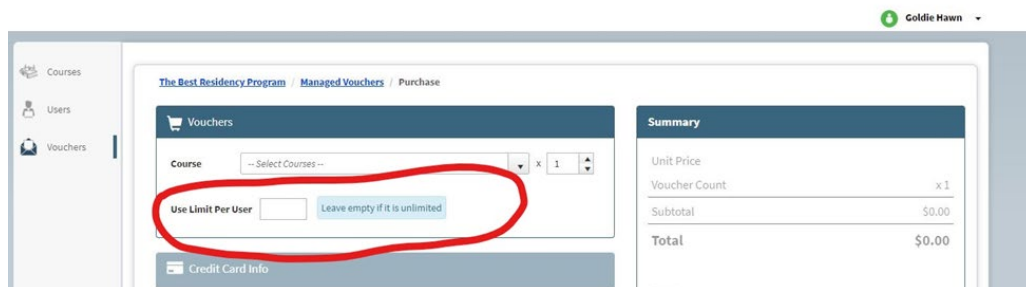 Goldie Hawn
Courses
Users
Vouchers
The Best Residency Program / Managed Vouchers / Purchase
Vouchers
Course -- Select Courses -- x 1
Use Limit Per User Leave empty if it is unlimited
Credit Card Info
Summary
Unit Price
Voucher Count x 1
Subtotal $0.00
Total $0.00